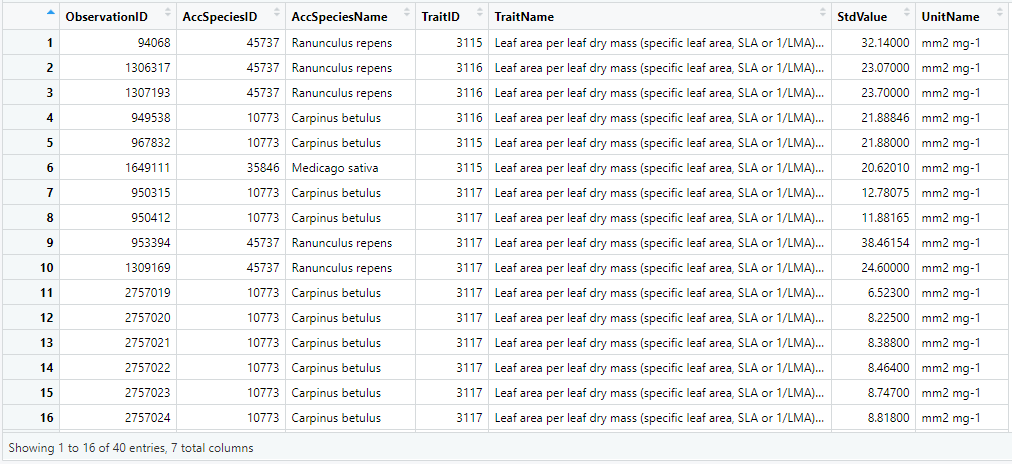 ObservationID AccSpeciesID AccSpeciesName TraitID TraitName StdValue UnitName
1 94068 45737 Ranunculus repens 3115 Leaf area per leaf dry mass (specific leaf area, SLA or 1/LMA)... 32.14000 mm2 mg-1
2 1306317 45737 Ranunculus repens 3116 Leaf area per leaf dry mass (specific leaf area, SLA or 1/LMA)... 23.07000 mm2 mg-1
3 1307193 45737 Ranunculus repens 3116 Leaf area per leaf dry mass (specific leaf area, SLA or 1/LMA)... 23.70000 mm2 mg-1
4 949538 10773 Carpinus betulus 3116 Leaf area per leaf dry mass (specific leaf area, SLA or 1/LMA)... 21.88846 mm2 mg-1
5 967832 10773 Carpinus betulus 3115 Leaf area per leaf dry mass (specific leaf area, SLA or 1/LMA)... 21.88000 mm2 mg-1
6 1649111 35846 Medicago sativa 3115 Leaf area per leaf dry mass (specific leaf area, SLA or 1/LMA)... 20.62010 mm2 mg-1
7 950315 10773 Carpinus betulus 3117 Leaf area per leaf dry mass (specific leaf area, SLA or 1/LMA)... 12.78075 mm2 mg-1
8 950412 10773 Carpinus betulus 3117 Leaf area per leaf dry mass (specific leaf area, SLA or 1/LMA)... 11.88165 mm2 mg-1
9 953394 45737 Ranunculus repens 3117 Leaf area per leaf dry mass (specific leaf area, SLA or 1/LMA)... 38.46154 mm2 mg-1
10 1309169 45737 Ranunculus repens 3117 Leaf area per leaf dry mass (specific leaf area, SLA or 1/LMA)... 24.60000 mm2 mg-1
11 2757019 10773 Carpinus betulus 3117 Leaf area per leaf dry mass (specific leaf area, SLA or 1/LMA)... 6.52300 mm2 mg-1
12 2757020 10773 Carpinus betulus 3117 Leaf area per leaf dry mass (specific leaf area, SLA or 1/LMA)... 8.22500 mm2 mg-1
13 2757021 10773 Carpinus betulus 3117 Leaf area per leaf dry mass (specific leaf area, SLA or 1/LMA)... 8.38800 mm2 mg-1
14 2757022 10773 Carpinus betulus 3117 Leaf area per leaf dry mass (specific leaf area, SLA or 1/LMA)... 8.46400 mm2 mg-1
15 2757023 10773 Carpinus betulus 3117 Leaf area per leaf dry mass (specific leaf area, SLA or 1/LMA)... 8.74700 mm2 mg-1
16 2757024 10773 Carpinus betulus 3117 Leaf area per leaf dry mass (specific leaf area, SLA or 1/LMA)... 8.81800 mm2 mg-1
Showing 1 to 16 of 40 entries, 7 total columns